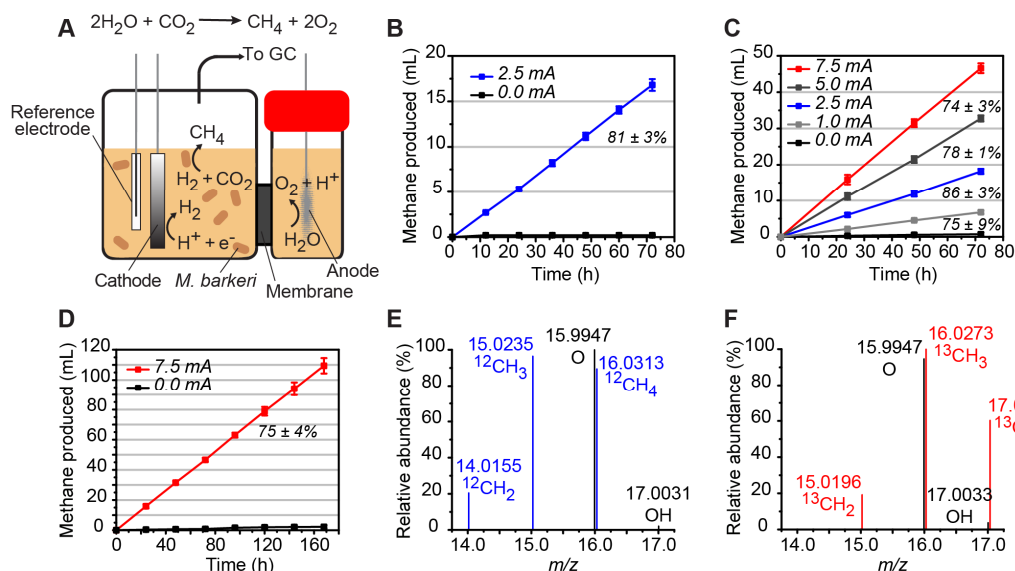 A
2H₂O + CO₂ → CH₄ + 2O₂
To GC
Reference
electrode
CH₄
H₂ + CO₂
H₂
H⁺ + e⁻
O₂ + H⁺
H₂O
Cathode
M. barkeri
Anode
Membrane
B
Methane produced (mL)
20
15
10
5
0
2.5 mA
0.0 mA
81 ± 3%
0 10 20 30 40 50 60 70 80
Time (h)
C
Methane produced (mL)
50
40
30
20
10
0
7.5 mA
5.0 mA
2.5 mA
1.0 mA
0.0 mA
74 ± 3%
78 ± 1%
86 ± 3%
75 ± 9%
0 10 20 30 40 50 60 70 80
Time (h)
D
Methane produced (mL)
120
100
80
60
40
20
0
7.5 mA
0.0 mA
75 ± 4%
0 40 80 120 160
Time (h)
E
Relative abundance (%)
100
80
60
40
20
0
15.0235
¹²CH₃
15.9947
O
16.0313
¹²CH₄
14.0155
¹²CH₂
17.0031
OH
14.0 15.0 16.0 17.0
m/z
F
Relative abundance (%)
100
80
60
40
20
0
15.9947
O
16.0273
¹³CH₃
17.0
15.0196
¹³CH₂
17.0033
OH
14.0 15.0 16.0 17.0
m/z